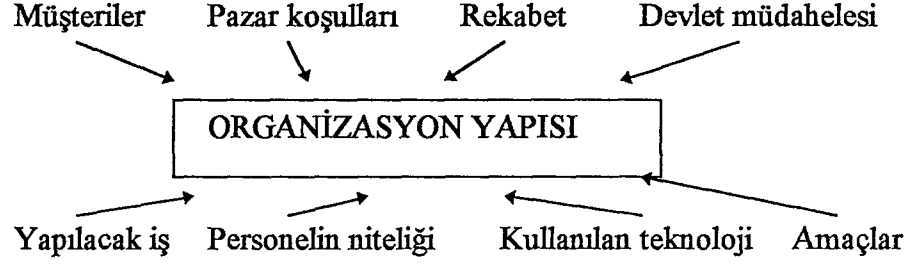 Müşteriler Pazar koşulları Rekabet Devlet müdahelesi
ORGANİZASYON YAPISI
Yapılacak iş Personelin niteliği Kullanılan teknoloji Amaçlar